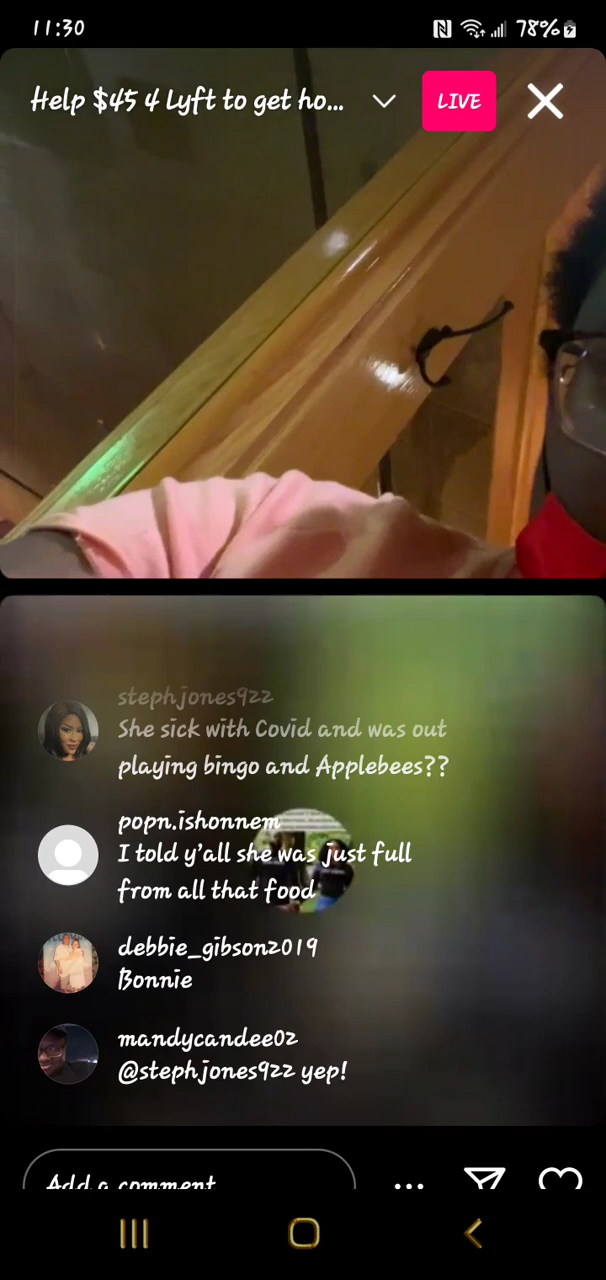 11:30
78%
Help $45 4 Lyft to get ho...
LIVE
stephjones922
She sick with Covid and was out
playing bingo and Applebees??
popn.ishonnem
I told y'all she was just full
from all that food
debbie_gibson2019
Bonnie
mandycandee02
@stephjones922 yep!
Add a comment